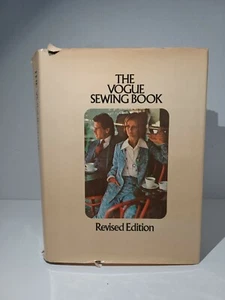 THE
VOGUE
SEWING BOOK
Revised Edition